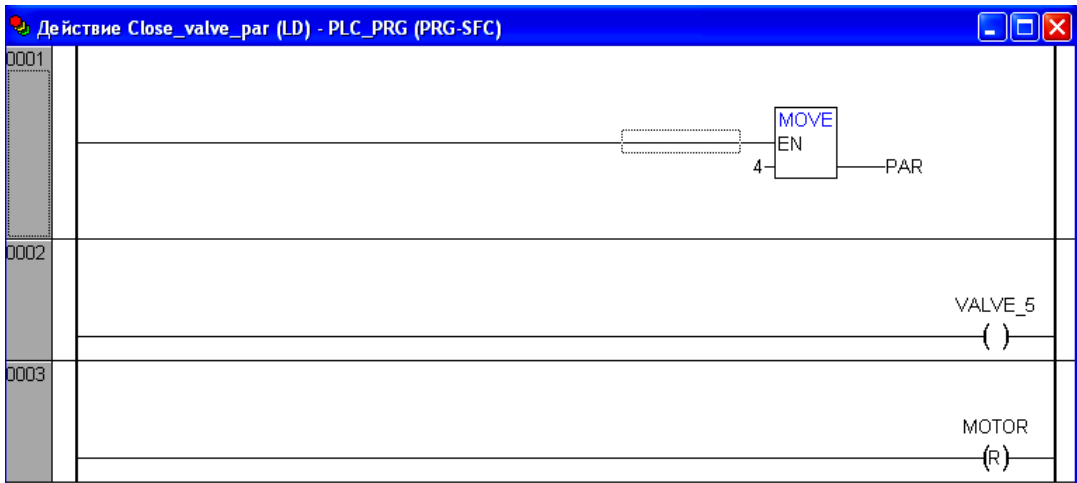 Действие Close_valve_par (LD) - PLC_PRG (PRG-SFC)
0001
MOVE
EN
4
PAR
0002
VALVE_5
( )
0003
MOTOR
(R)